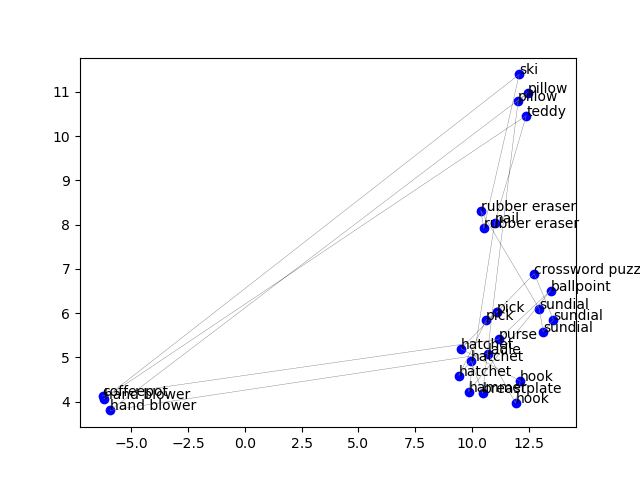 ski
pillow
pillow
teddy
rubber eraser
nail
rubber eraser
crossword puzz
ballpoint
sundial
pick
pick
sundial
sundial
purse
hatchet
hatchet
hatchet
hook
hammer
breastplate
hook
coffeepot
hand blower
hand blower
11
10
9
8
7
6
5
4
−5.0
−2.5
0.0
2.5
5.0
7.5
10.0
12.5